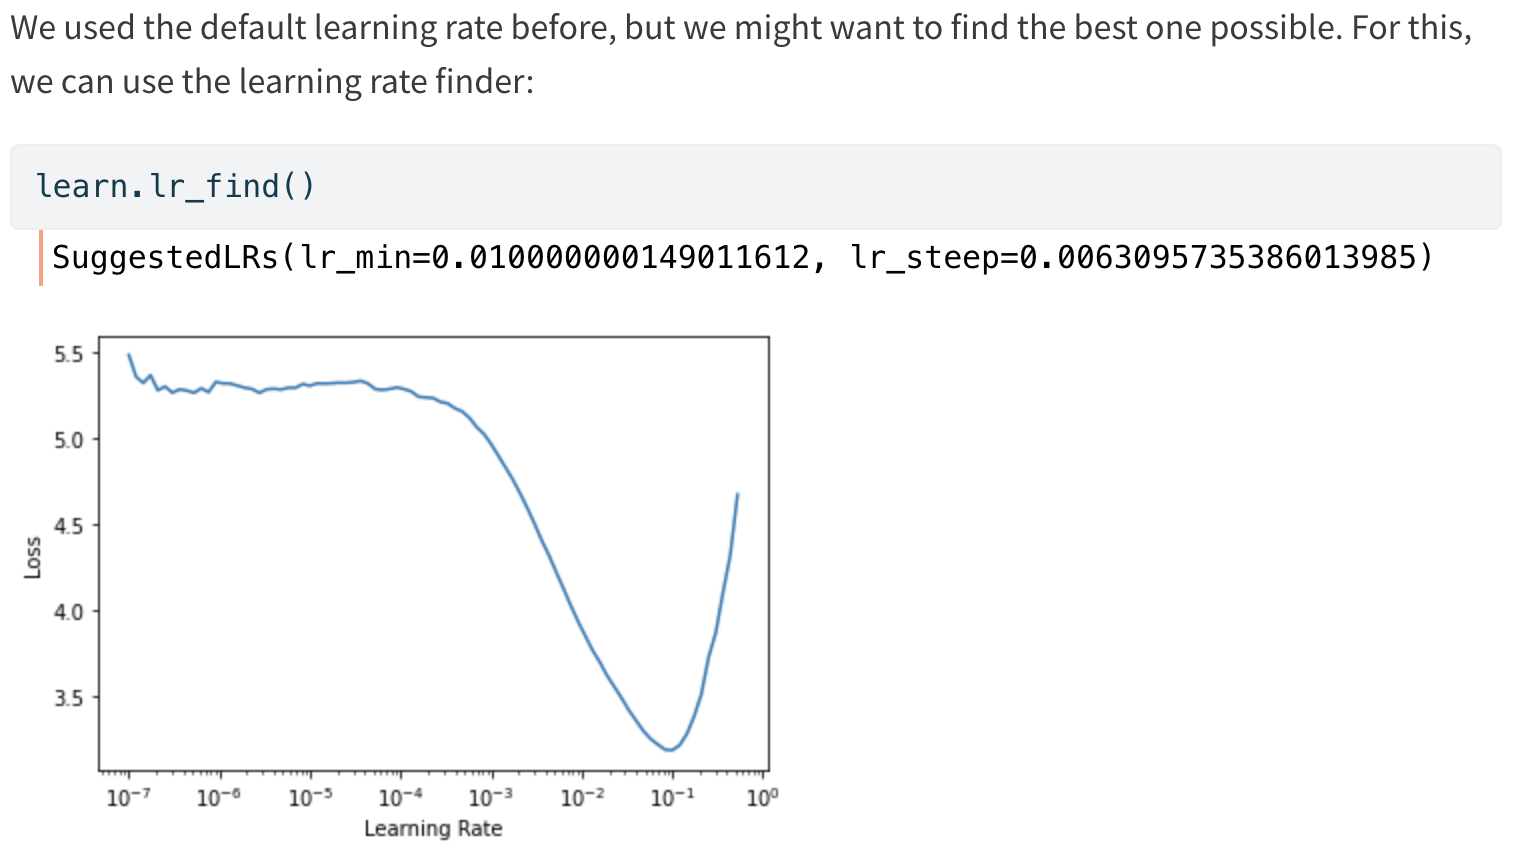 We used the default learning rate before, but we might want to find the best one possible. For this,
we can use the learning rate finder:
learn.lr_find()
SuggestedLRs(lr_min=0.010000000149011612, lr_steep=0.0063095735386013985)
5.5
5.0
4.5
4.0
3.5
Loss
10⁻⁷ 10⁻⁶ 10⁻⁵ 10⁻⁴ 10⁻³ 10⁻² 10⁻¹ 10⁰
Learning Rate